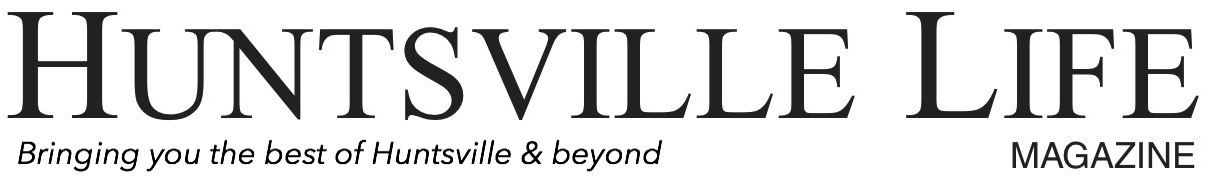 HUNTSVILLE LIFE
Bringing you the best of Huntsville & beyond
MAGAZINE